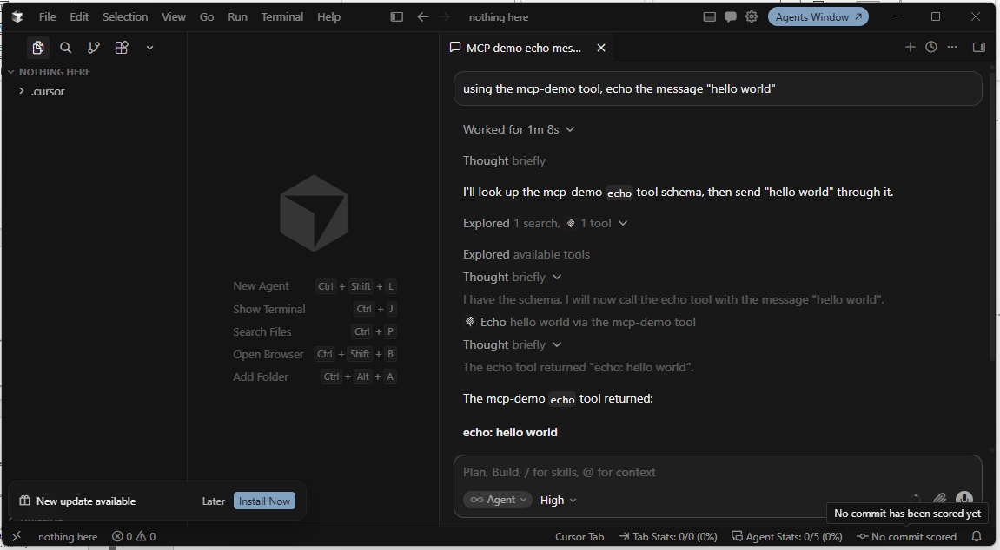 File Edit Selection View Go Run Terminal Help
nothing here
Agents Window ↗
NOTHING HERE
.cursor
New Agent Ctrl + Shift + L
Show Terminal Ctrl + J
Search Files Ctrl + P
Open Browser Ctrl + Shift + B
Add Folder Ctrl + Alt + A
MCP demo echo mes...
using the mcp-demo tool, echo the message "hello world"
Worked for 1m 8s
Thought briefly
I'll look up the mcp-demo echo tool schema, then send "hello world" through it.
Explored 1 search, 1 tool
Explored available tools
Thought briefly
I have the schema. I will now call the echo tool with the message "hello world".
Echo hello world via the mcp-demo tool
Thought briefly
The echo tool returned "echo: hello world".
The mcp-demo echo tool returned:
echo: hello world
Plan, Build, / for skills, @ for context
Agent High
No commit has been scored yet
New update available Later Install Now
nothing here 0 0 Cursor Tab Tab Stats: 0/0 (0%) Agent Stats: 0/5 (0%) No commit scored